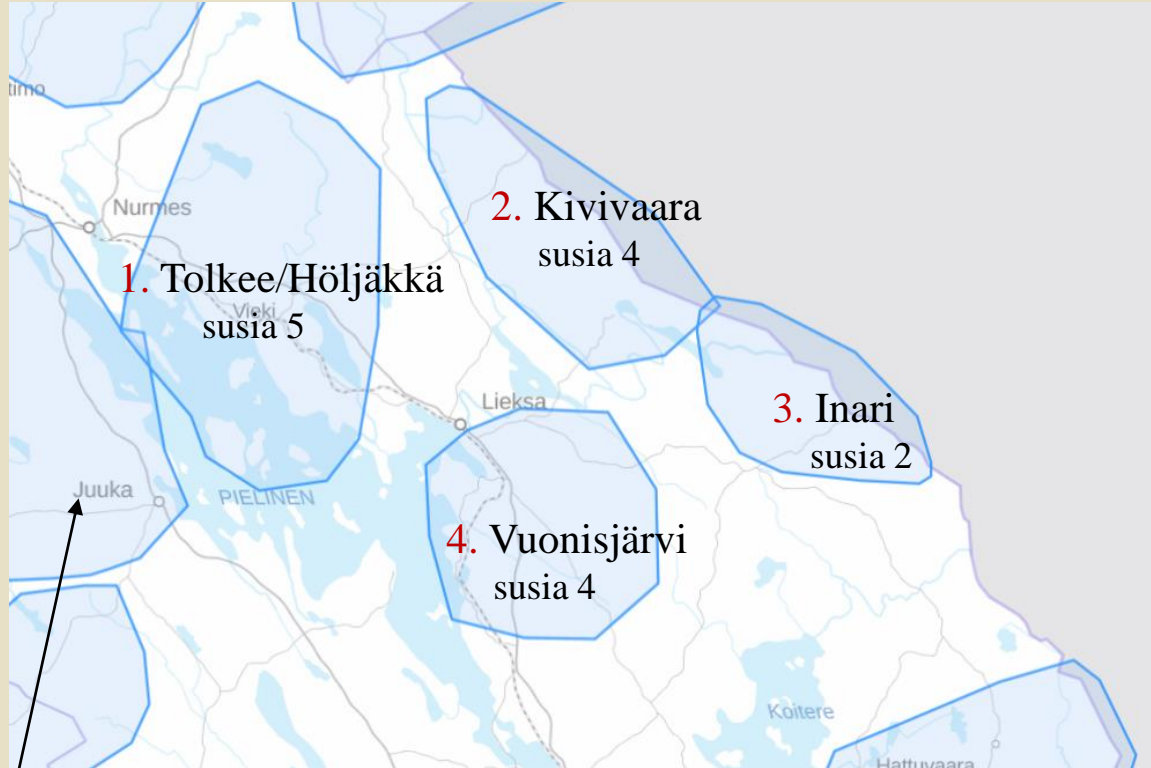 timo
Nurmes
2. Kivivaara
susia 4
1. Tolkee/Höljäkkä
Vieki
susia 5
Lieksa
3. Inari
susia 2
Juuka
PIELINEN
4. Vuonisjärvi
susia 4
Koitere
Hattuvaara